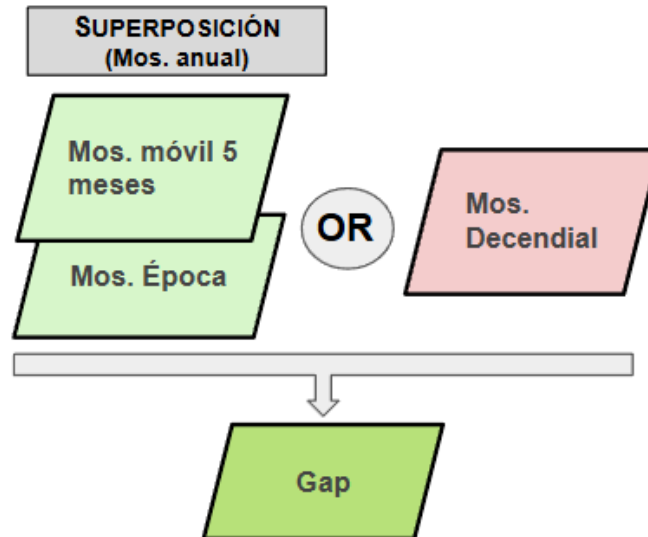 SUPERPOSICIÓN
(Mos. anual)
Mos. móvil 5
meses
Mos. Época
OR
Mos.
Decendial
Gap